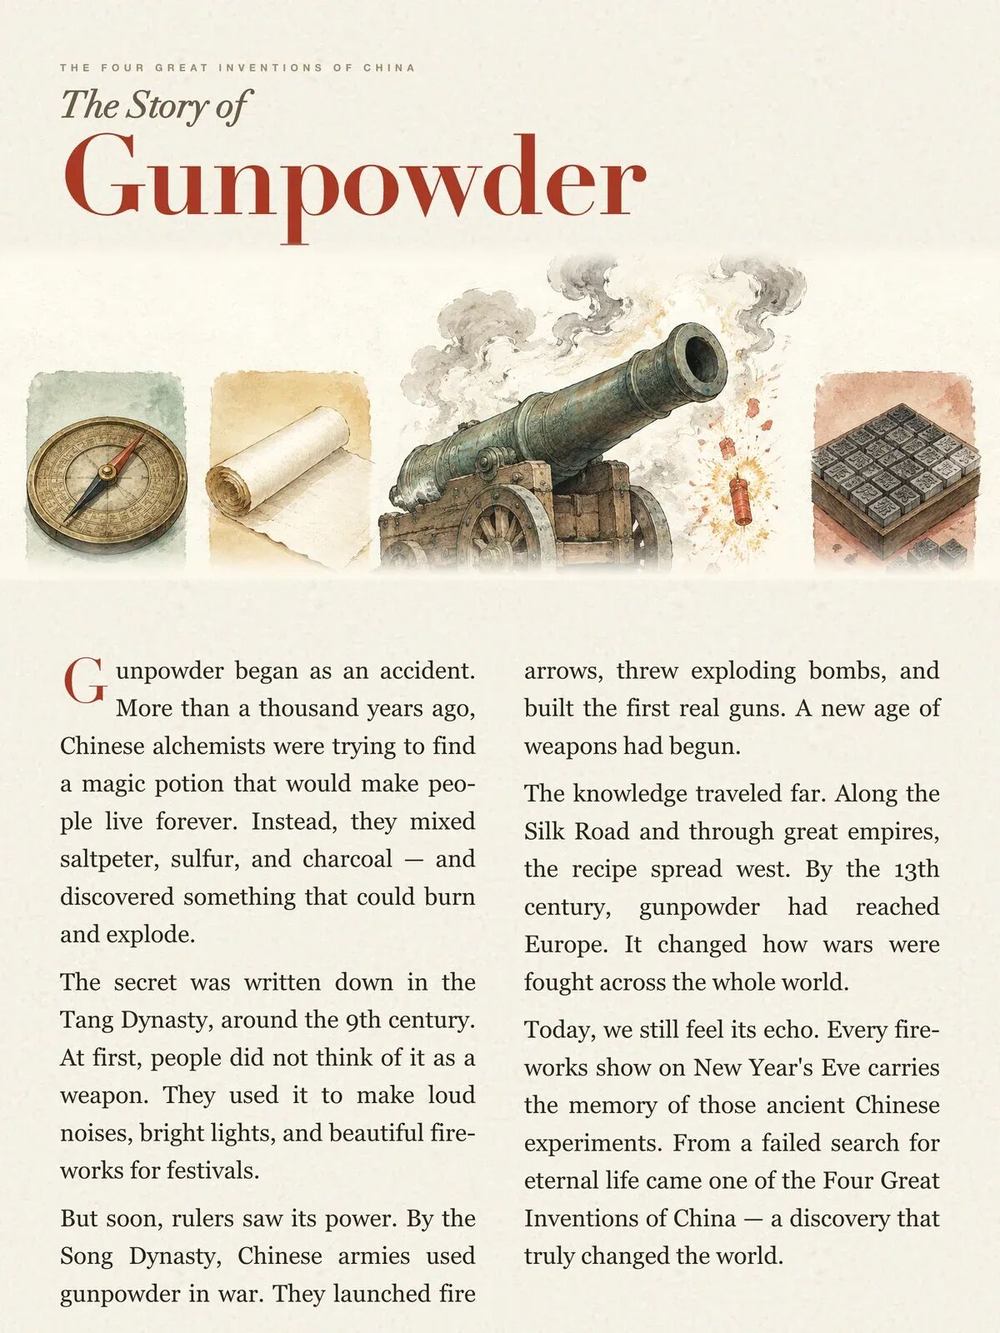 THE FOUR GREAT INVENTIONS OF CHINA
The Story of
Gunpowder
Gunpowder began as an accident.
More than a thousand years ago,
Chinese alchemists were trying to find
a magic potion that would make peo-
ple live forever. Instead, they mixed
saltpeter, sulfur, and charcoal — and
discovered something that could burn
and explode.
The secret was written down in the
Tang Dynasty, around the 9th century.
At first, people did not think of it as a
weapon. They used it to make loud
noises, bright lights, and beautiful fire-
works for festivals.
But soon, rulers saw its power. By the
Song Dynasty, Chinese armies used
gunpowder in war. They launched fire
arrows, threw exploding bombs, and
built the first real guns. A new age of
weapons had begun.
The knowledge traveled far. Along the
Silk Road and through great empires,
the recipe spread west. By the 13th
century, gunpowder had reached
Europe. It changed how wars were
fought across the whole world.
Today, we still feel its echo. Every fire-
works show on New Year's Eve carries
the memory of those ancient Chinese
experiments. From a failed search for
eternal life came one of the Four Great
Inventions of China — a discovery that
truly changed the world.